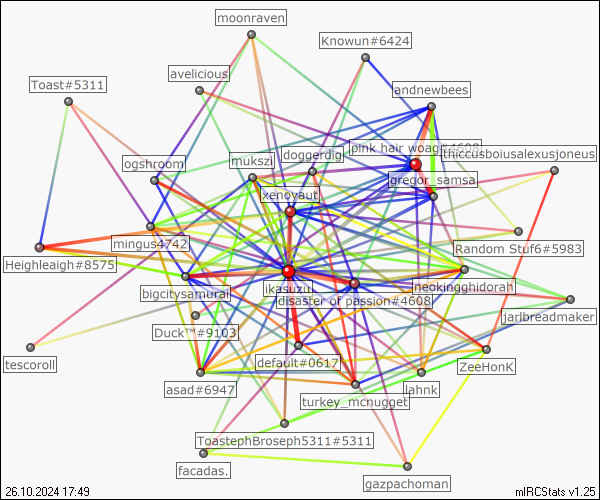 moonraven
Knowun#6424
avelicious
Toast#5311
landnewbees
pink hair woag#4608
thiccusboiusalexusjoneus
doggerdig
mukszi
ogshroom
gregor_samsa
xenoyaut
mingus4742
Random Stuf6#5983
Heighleaigh#8575
neokingghidorah
ikasuzu
bigcitysamurai
disaster of passion#4608
jarlbreadmaker
Duck™#9103
default#0617
tescoroll
ZeeHonK
asad#6947
lahnk
turkey_mcnugget
ToastephBroseph5311#5311
facadas.
gazpachoman
26.10.2024 17:49
mIRCStats v1.25